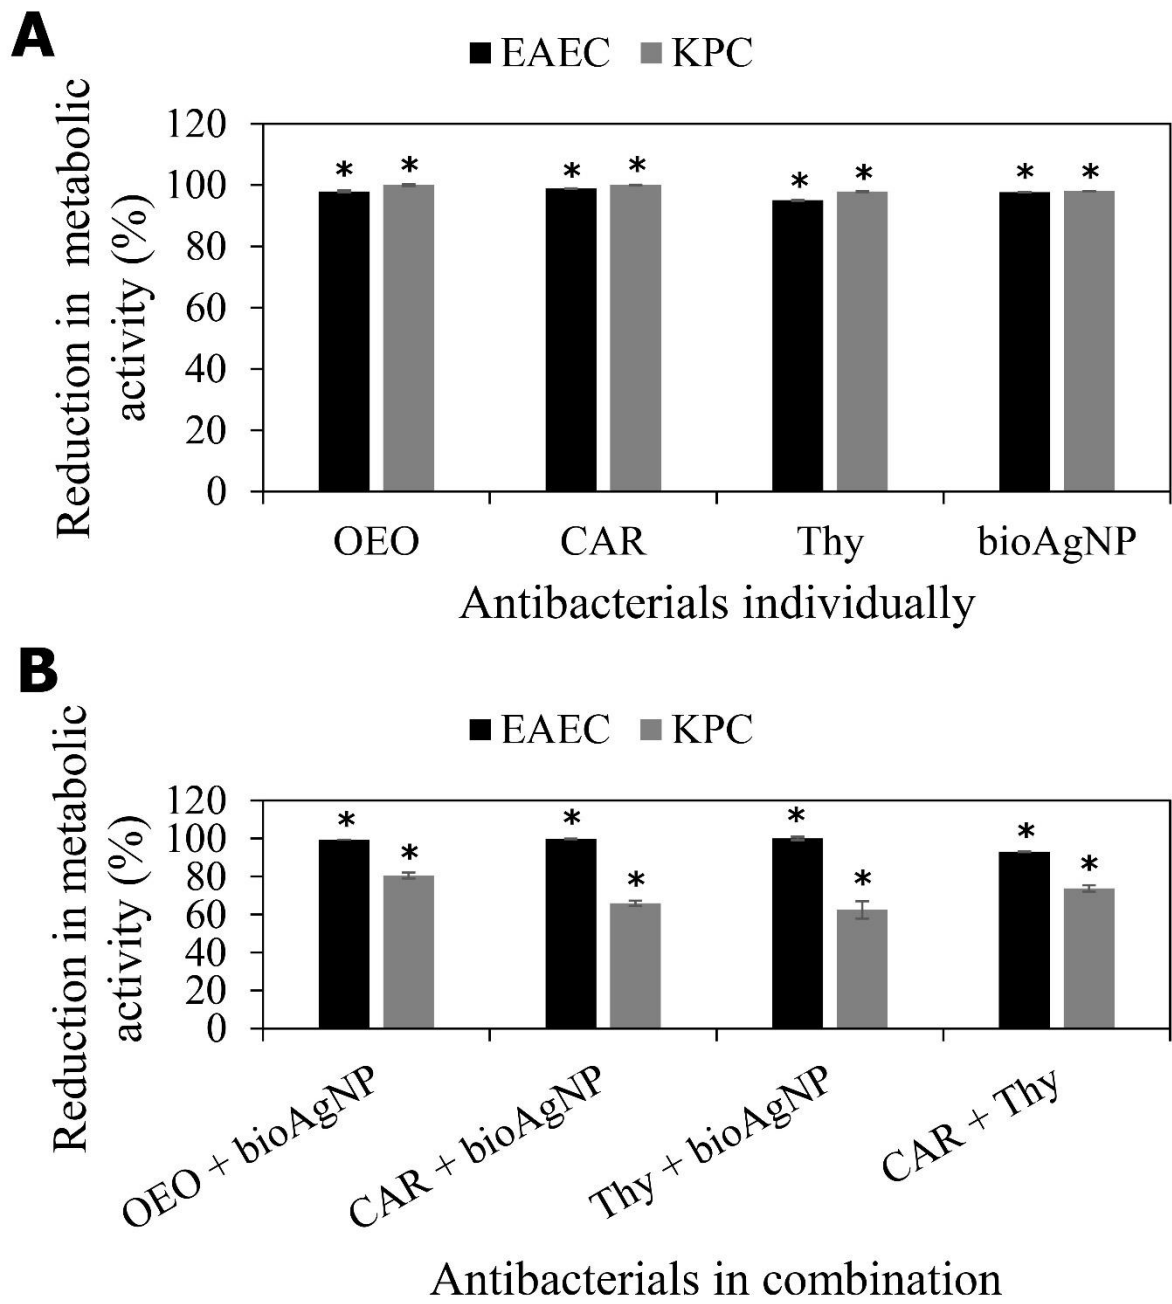 A
EAEC KPC
Reduction in metabolic
activity (%)
120
100
80
60
40
20
0
* * * * * * * *
OEO CAR Thy bioAgNP
Antibacterials individually
B
EAEC KPC
Reduction in metabolic
activity (%)
120
100
80
60
40
20
0
* * * * * * * *
OEO + bioAgNP
CAR + bioAgNP
Thy + bioAgNP
CAR + Thy
Antibacterials in combination